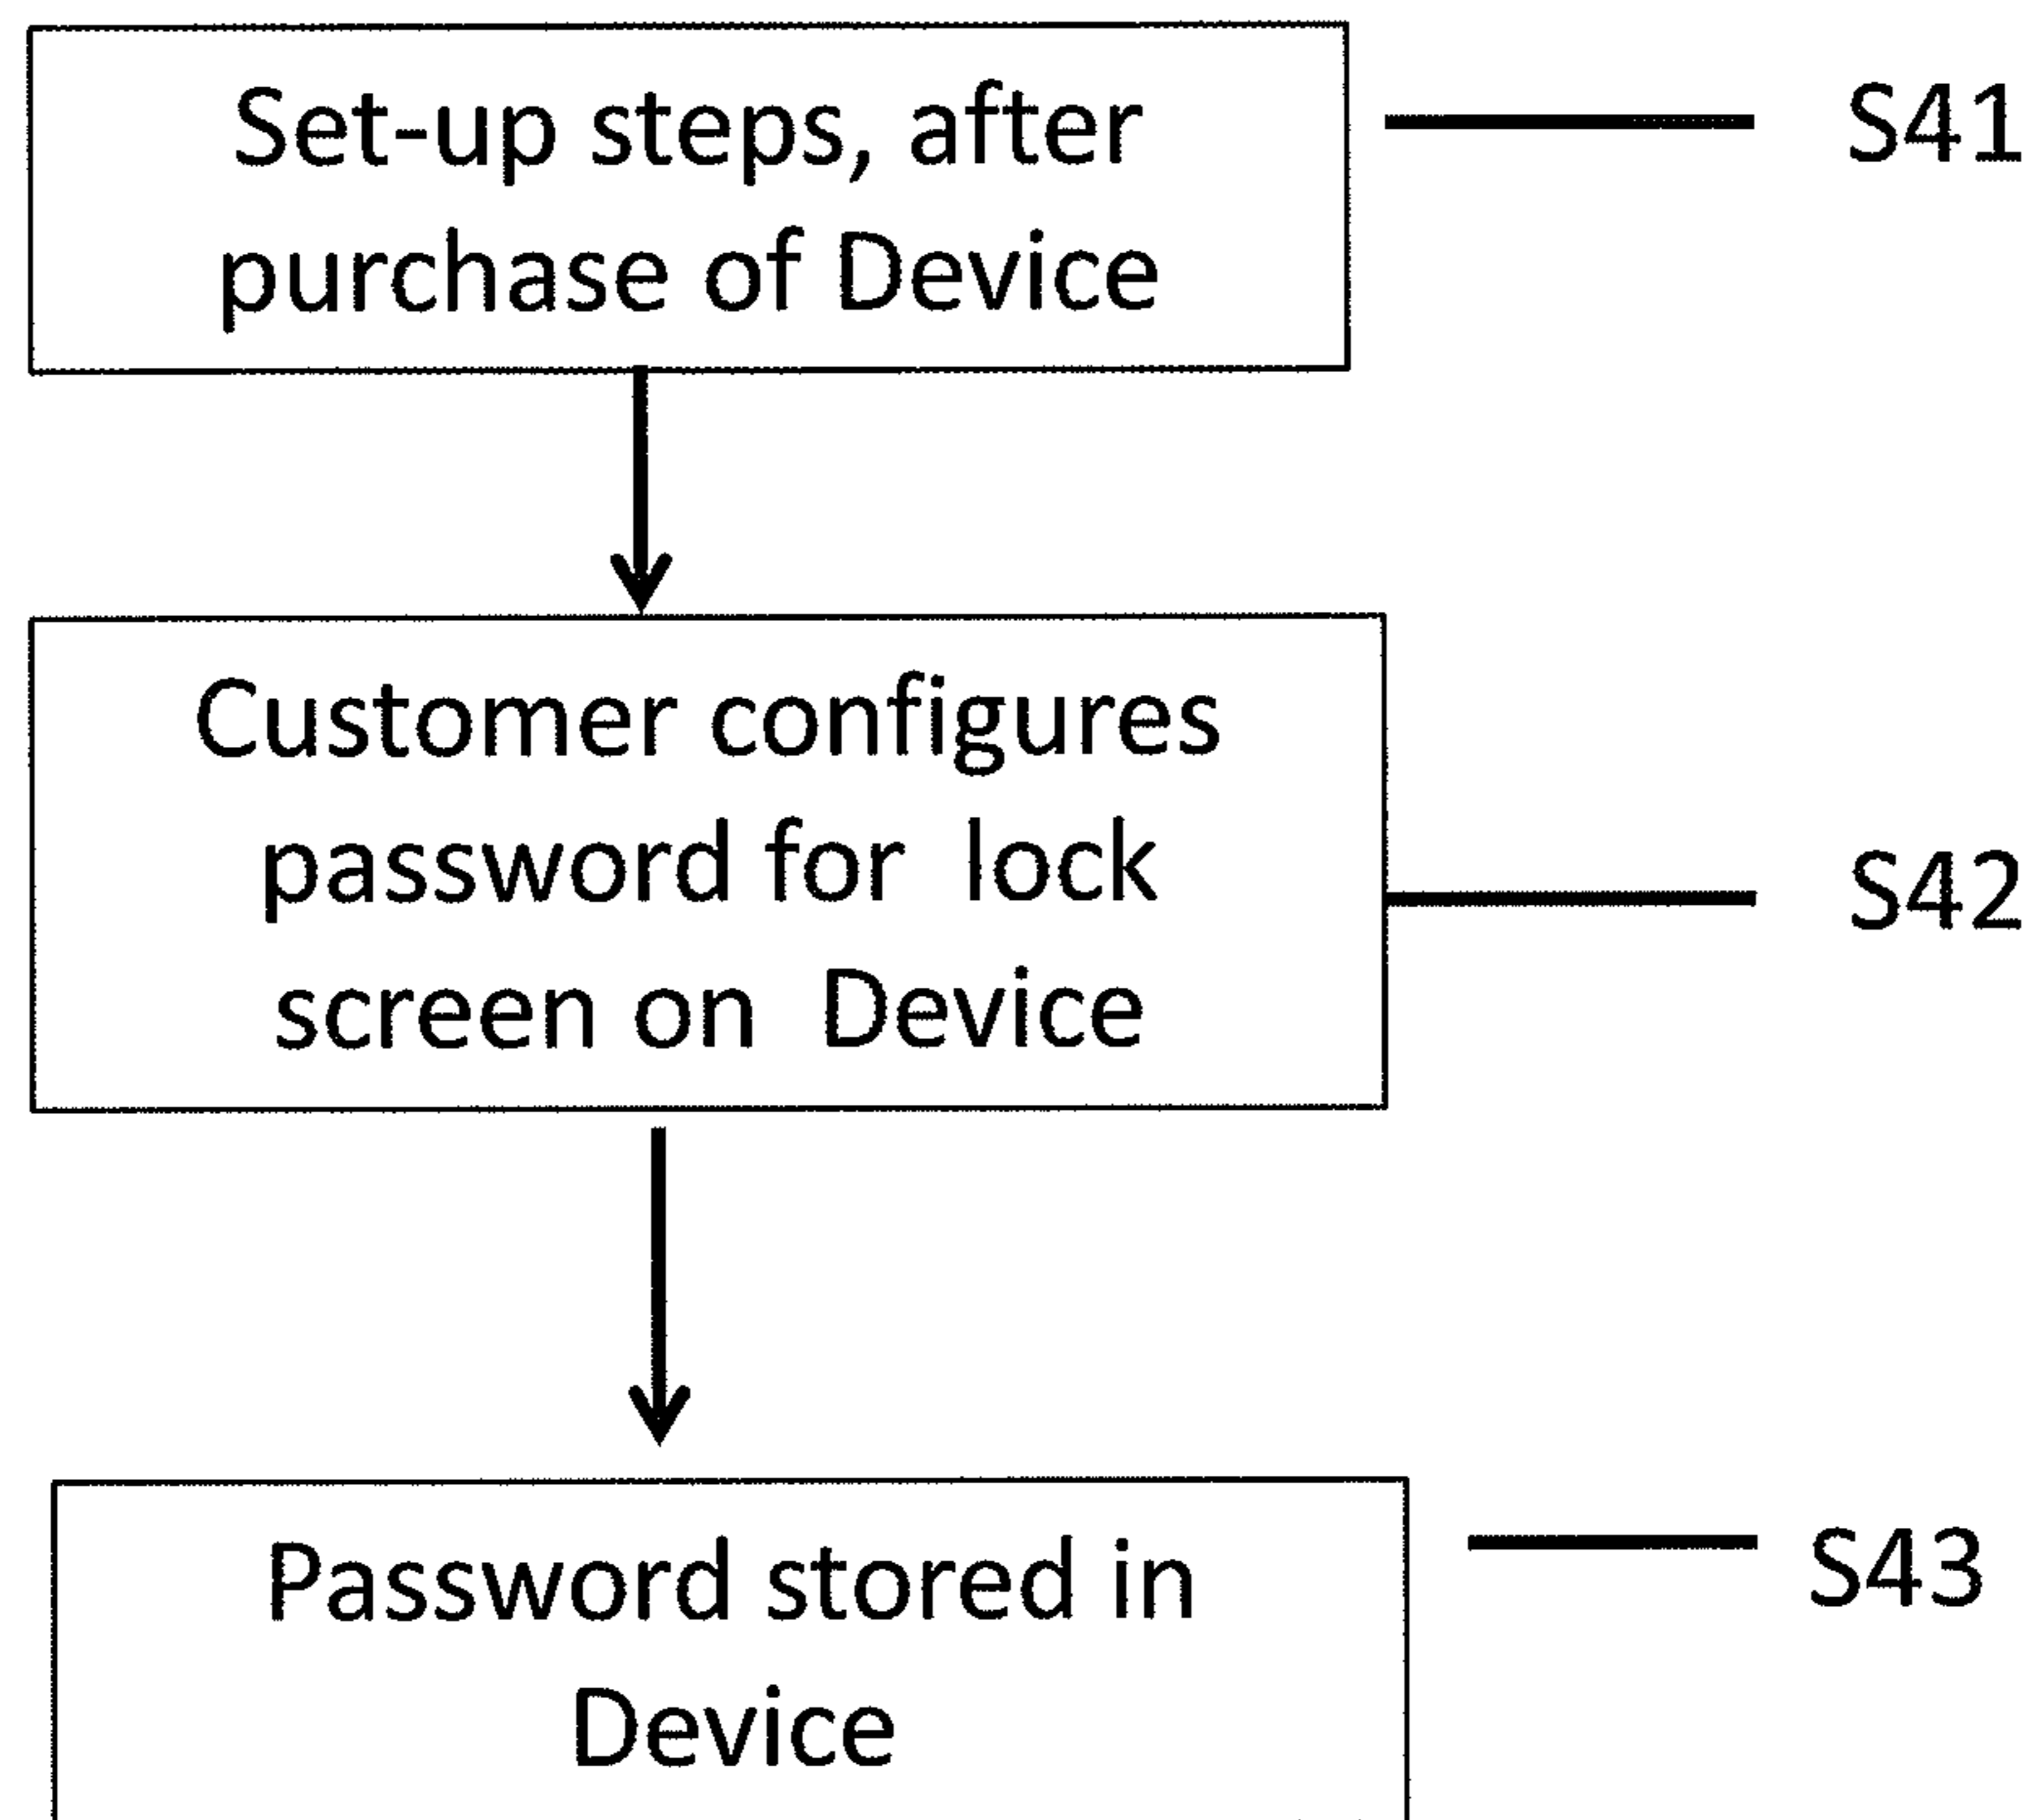 Set-up steps, after
purchase of Device
S41
Customer configures
password for lock
screen on Device
S42
Password stored in
Device
S43